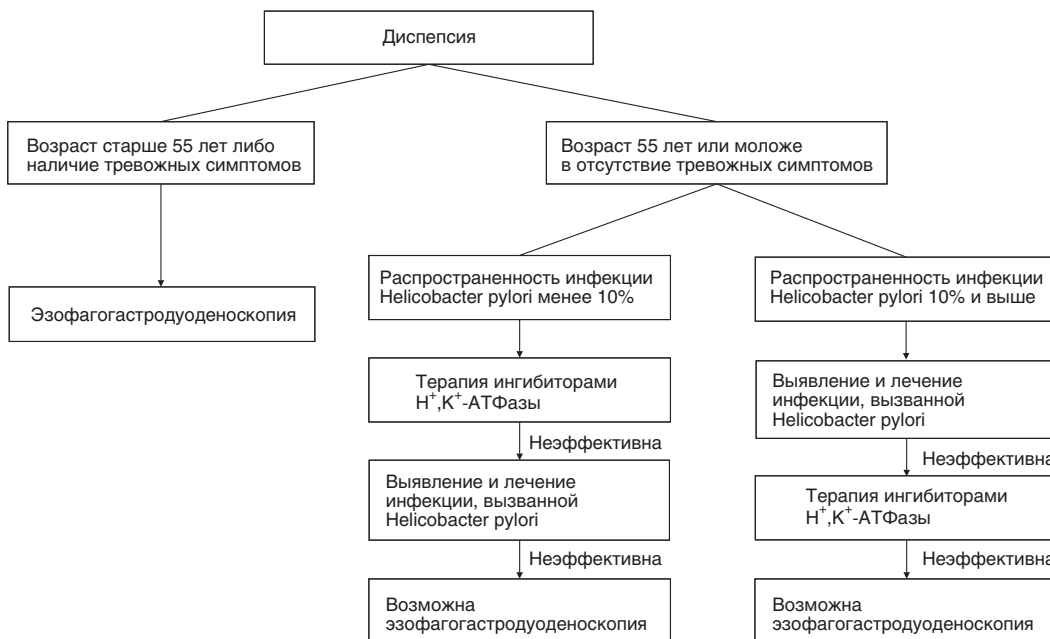 Диспепсия
Возраст старше 55 лет либо
наличие тревожных симптомов
Возраст 55 лет или моложе
в отсутствие тревожных симптомов
Эзофагогастродуоденоскопия
Распространенность инфекции
Helicobacter pylori менее 10%
Терапия ингибиторами
H⁺,K⁺-АТФазы
Неэффективна
Выявление и лечение
инфекции, вызванной
Helicobacter pylori
Неэффективна
Возможна
эзофагогастродуоденоскопия
Распространенность инфекции
Helicobacter pylori 10% и выше
Выявление и лечение
инфекции, вызванной
Helicobacter pylori
Неэффективна
Терапия ингибиторами
H⁺,K⁺-АТФазы
Неэффективна
Возможна
эзофагогастродуоденоскопия